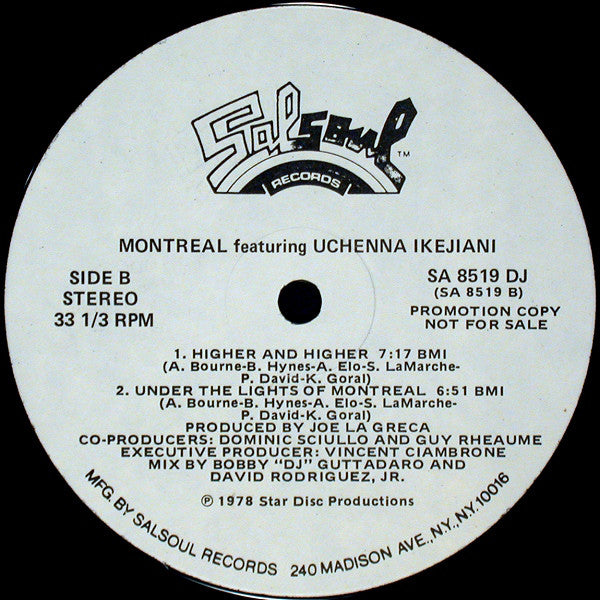 Salsoul
TM
RECORDS
MONTREAL featuring UCHENNA IKEJIANI
SIDE B
STEREO
33 1/3 RPM
SA 8519 DJ
(SA 8519 B)
PROMOTION COPY
NOT FOR SALE
1. HIGHER AND HIGHER 7:17 BMI
(A. Bourne-B. Hynes-A. Elo-S. LaMarche-
P. David-K. Goral)
2. UNDER THE LIGHTS OF MONTREAL 6:51 BMI
(A. Bourne-B. Hynes-A. Elo-S. LaMarche-
P. David-K. Goral)
PRODUCED BY JOE LA GRECA
CO-PRODUCERS: DOMINIC SCIULLO AND GUY RHEAUME
EXECUTIVE PRODUCER: VINCENT CIAMBRONE
MIX BY BOBBY "DJ" GUTTADARO AND
DAVID RODRIGUEZ, JR.
Ⓟ 1978 Star Disc Productions
MFG. BY SALSOUL RECORDS 240 MADISON AVE., N.Y., N.Y. 10016